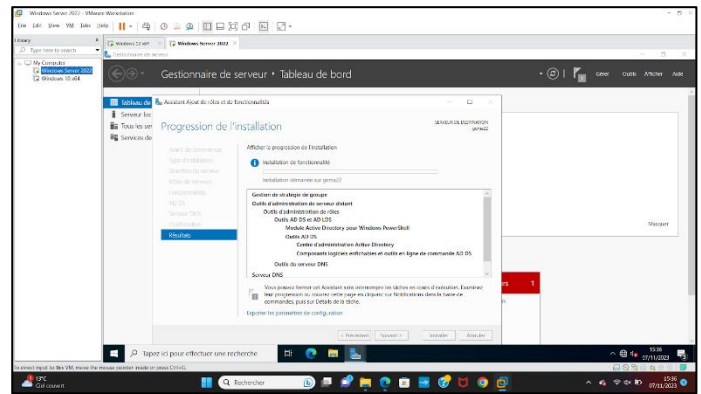 Windows Server 2022 - VMware Workstation
File Edit View VM Tabs Help
Library
Type here to search
My Computer
Windows Server 2022
Windows 10 x64
Windows 10 x64
Windows Server 2022
Gestionnaire de serveur
Gestionnaire de serveur • Tableau de bord
Gérer Outils Afficher Aide
Tableau de
Serveur loc
Tous les ser
Services de
Assistant Ajout de rôles et de fonctionnalités
Progression de l'installation
SERVEUR DE DESTINATION
Avant de commencer
Type d'installation
Sélection du serveur
Rôles de serveurs
Fonctionnalités
AD DS
Serveur DNS
Confirmation
Résultats
Afficher la progression de l'installation
Installation de fonctionnalité
Installation démarrée sur
Gestion de stratégie de groupe
Outils d'administration de serveur distant
Outils d'administration de rôles
Outils AD DS et AD LDS
Module Active Directory pour Windows PowerShell
Outils AD DS
Centre d'administration Active Directory
Composants logiciels enfichables et outils en ligne de commande AD DS
Outils du serveur DNS
Serveur DNS
Vous pouvez fermer cet Assistant sans interrompre les tâches en cours d'exécution. Examinez
leur progression ou rouvrez cette page en cliquant sur Notifications dans la barre de
commandes, puis sur Détails de la tâche.
Exporter les paramètres de configuration
< Précédent Suivant > Installer Annuler
Masquer
1
Tapez ici pour effectuer une recherche
15:36
07/11/2023
To direct input to this VM, move the mouse pointer inside or press Ctrl+G.
13°C
Ciel couvert
Rechercher
15:36
07/11/2023